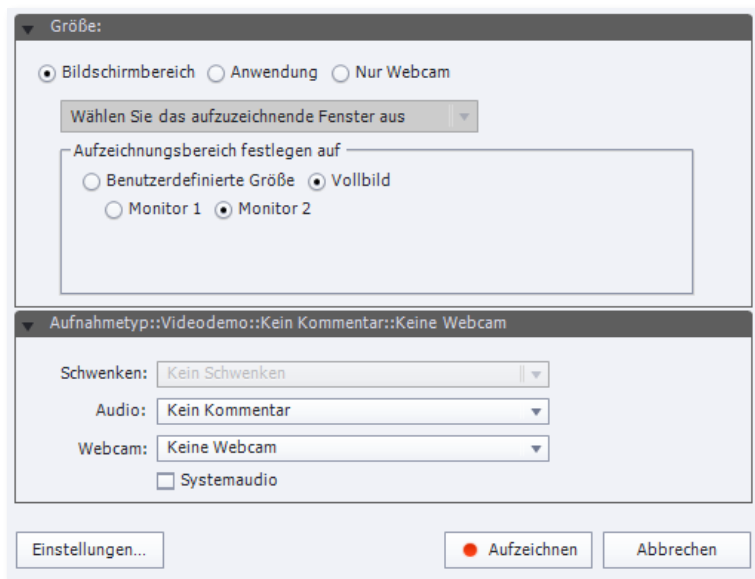 Größe:
Bildschirmbereich Anwendung Nur Webcam
Wählen Sie das aufzuzeichnende Fenster aus
Aufzeichnungsbereich festlegen auf
Benutzerdefinierte Größe Vollbild
Monitor 1 Monitor 2
Aufnahmetyp::Videodemo::Kein Kommentar::Keine Webcam
Schwenken: Kein Schwenken
Audio: Kein Kommentar
Webcam: Keine Webcam
Systemaudio
Einstellungen... Aufzeichnen Abbrechen